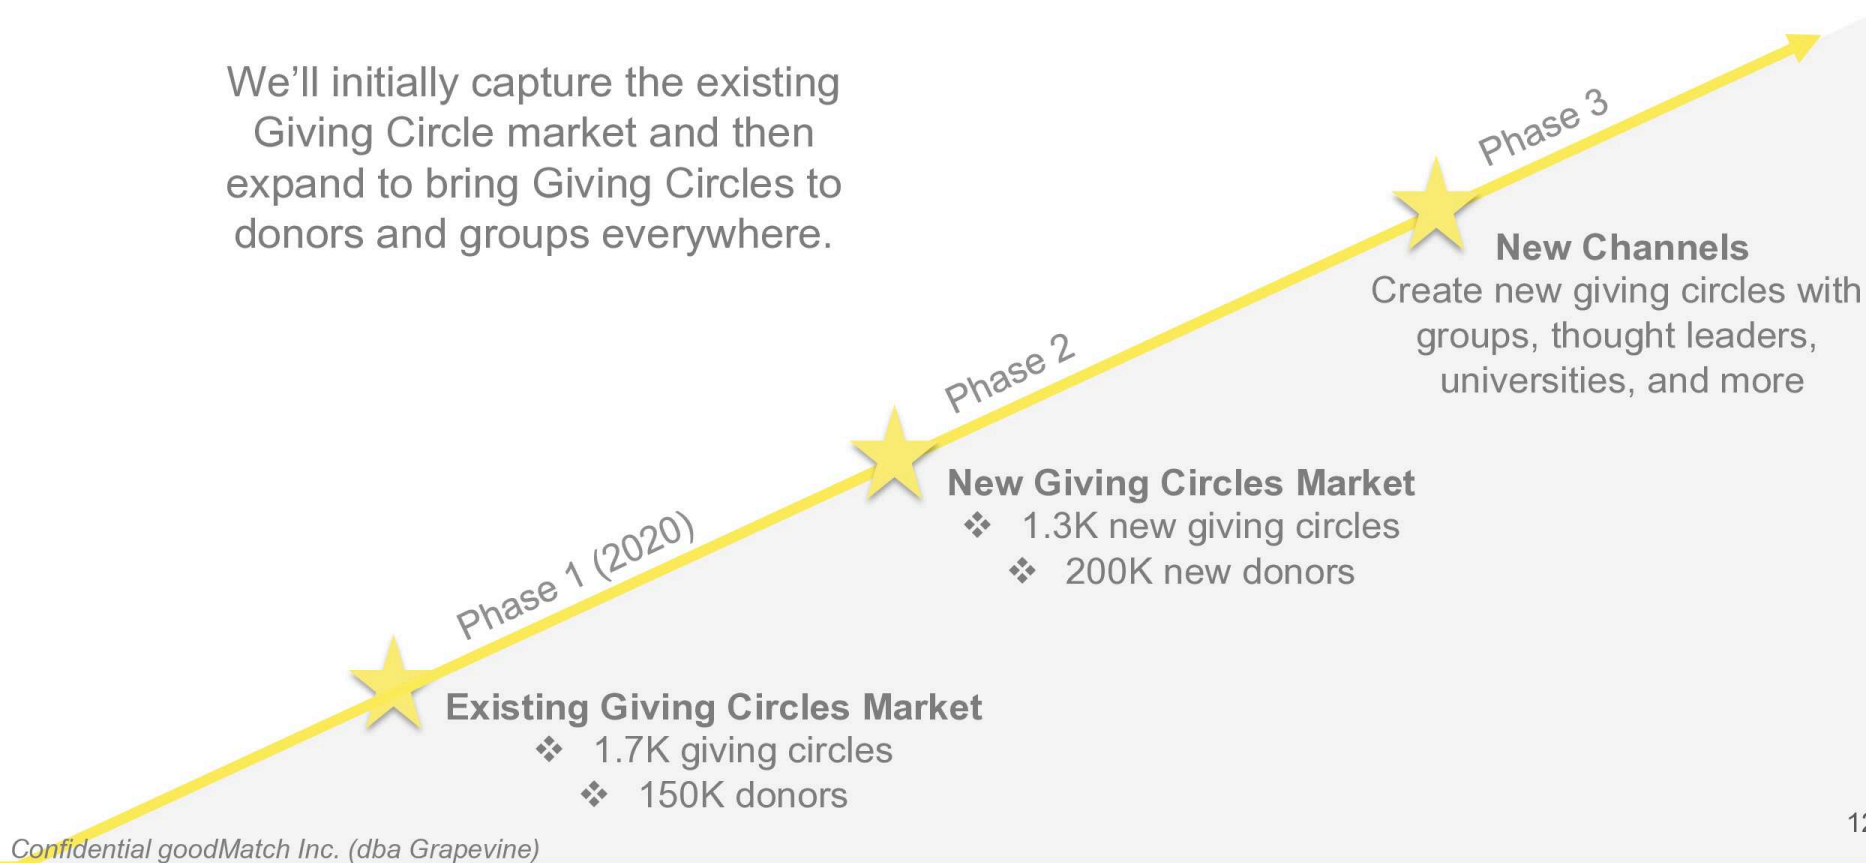 We’ll initially capture the existing
Giving Circle market and then
expand to bring Giving Circles to
donors and groups everywhere.
Phase 3
New Channels
Create new giving circles with
groups, thought leaders,
universities, and more
Phase 2
New Giving Circles Market
❖ 1.3K new giving circles
❖ 200K new donors
Phase 1 (2020)
Existing Giving Circles Market
❖ 1.7K giving circles
❖ 150K donors
12
Confidential goodMatch Inc. (dba Grapevine)